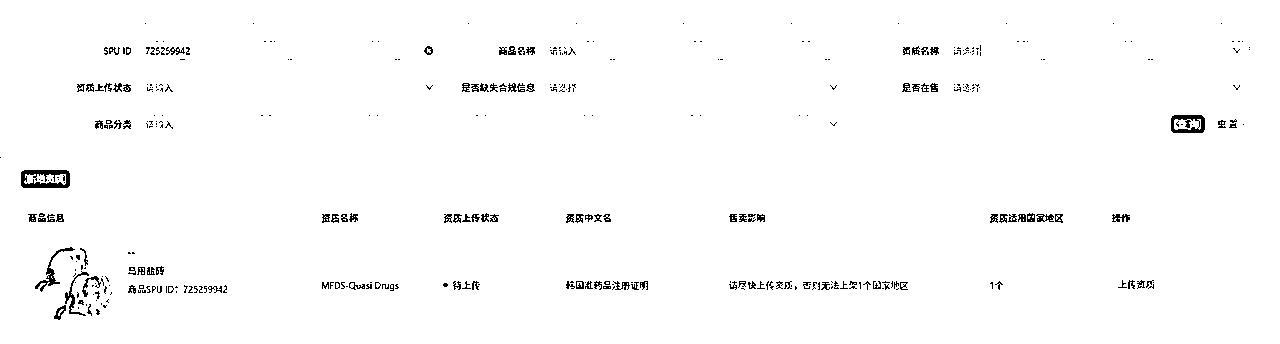 SPU ID 725259942 商品名称 请输入 资质名称 请选择
资质上传状态 请输入 是否缺失合规信息 请选择 是否在售 请选择
商品分类 请输入 查询 重置
新增资质
商品信息 资质名称 资质上传状态 资质中文名 售卖影响 资质适用国家地区 操作
--
马用盐砖
商品SPU ID：725259942 MFDS-Quasi Drugs 待上传 韩国准药品注册证明 请尽快上传资质，否则无法上架1个国家地区 1个 上传资质